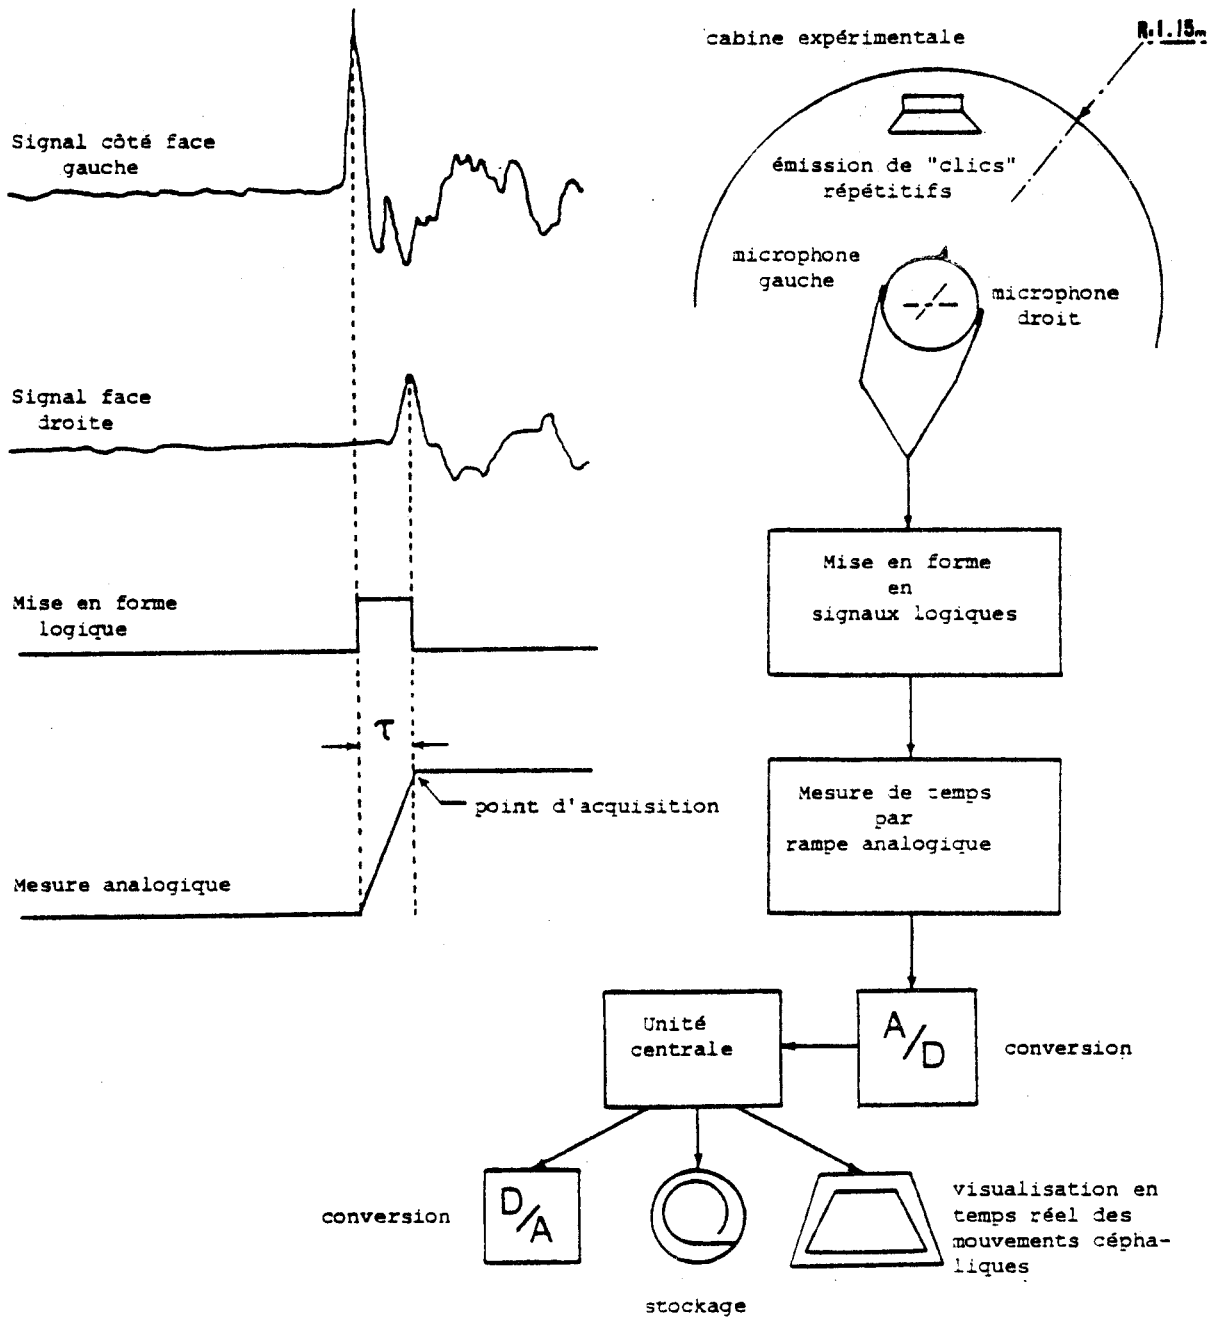 cabine expérimentale
R:1.15m
Signal côté face
gauche
émission de "clics"
répétitifs
microphone
gauche
microphone
droit
Signal face
droite
Mise en forme
en
signaux logiques
Mise en forme
logique
τ
point d'acquisition
Mesure de temps
par
rampe analogique
Mesure analogique
Unité
centrale
A/D
conversion
D/A
conversion
visualisation en
temps réel des
mouvements cépha-
liques
stockage